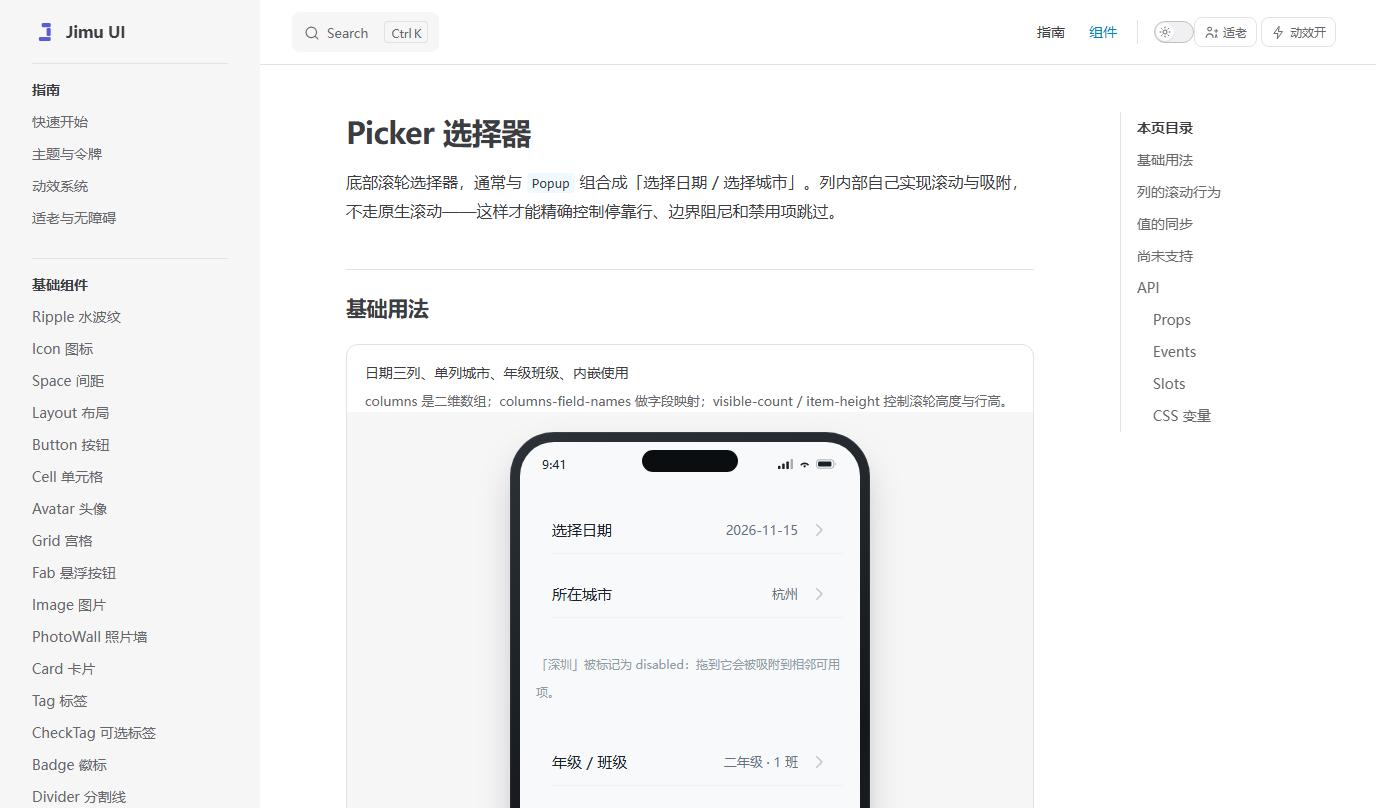 Jimu UI
Search Ctrl K
指南 组件 适老 动效开
指南
快速开始
主题与令牌
动效系统
适老与无障碍
基础组件
Ripple 水波纹
Icon 图标
Space 间距
Layout 布局
Button 按钮
Cell 单元格
Avatar 头像
Grid 宫格
Fab 悬浮按钮
Image 图片
PhotoWall 照片墙
Card 卡片
Tag 标签
CheckTag 可选标签
Badge 徽标
Divider 分割线
Picker 选择器
底部滚轮选择器，通常与 Popup 组合成「选择日期 / 选择城市」。列内部自己实现滚动与吸附，
不走原生滚动——这样才能精确控制停靠行、边界阻尼和禁用项跳过。
基础用法
日期三列、单列城市、年级班级、内嵌使用
columns 是二维数组；columns-field-names 做字段映射；visible-count / item-height 控制滚轮高度与行高。
9:41
选择日期 2026-11-15
所在城市 杭州
「深圳」被标记为 disabled：拖到它会被吸附到相邻可用
项。
年级 / 班级 二年级 · 1 班
本页目录
基础用法
列的滚动行为
值的同步
尚未支持
API
Props
Events
Slots
CSS 变量